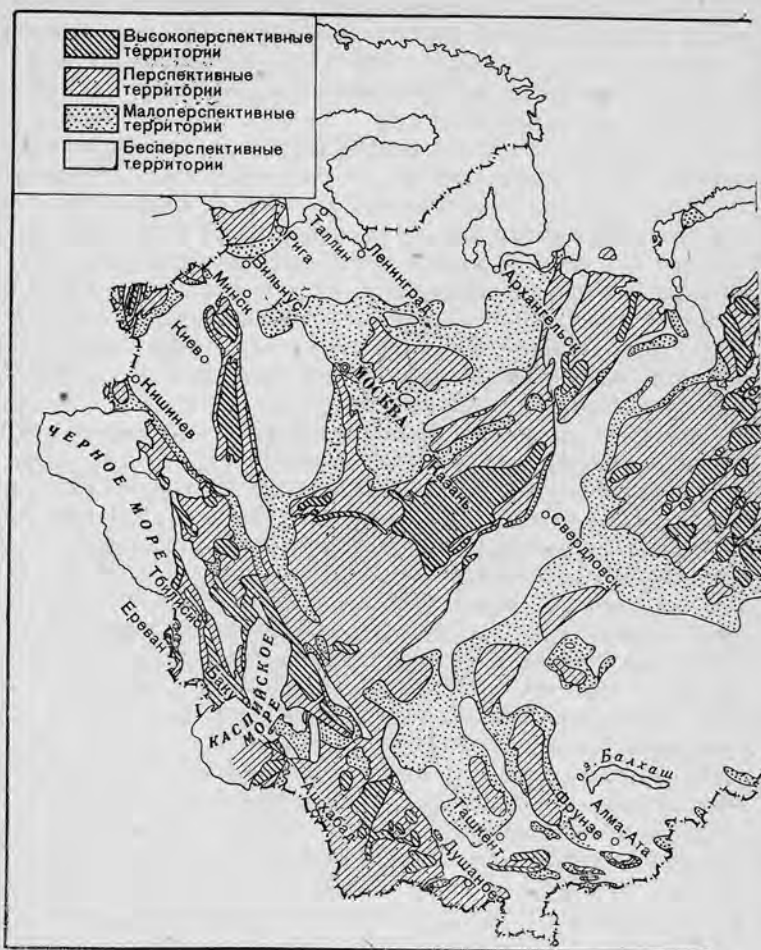 Высокоперспективные
территории
Перспективные
территории
Малоперспективные
территории
Бесперспективные
территории
Таллин
Рига
Ленинград
Вильнюс
Минск
Архангельск
Киев
МОСКВА
Кишинев
Казань
ЧЕРНОЕ МОРЕ
Свердловск
Тбилиси
Ереван
Баку
КАСПИЙСКОЕ
МОРЕ
оз. Балхаш
Ашхабад
Ташкент
Фрунзе
Алма-Ата
Душанбе